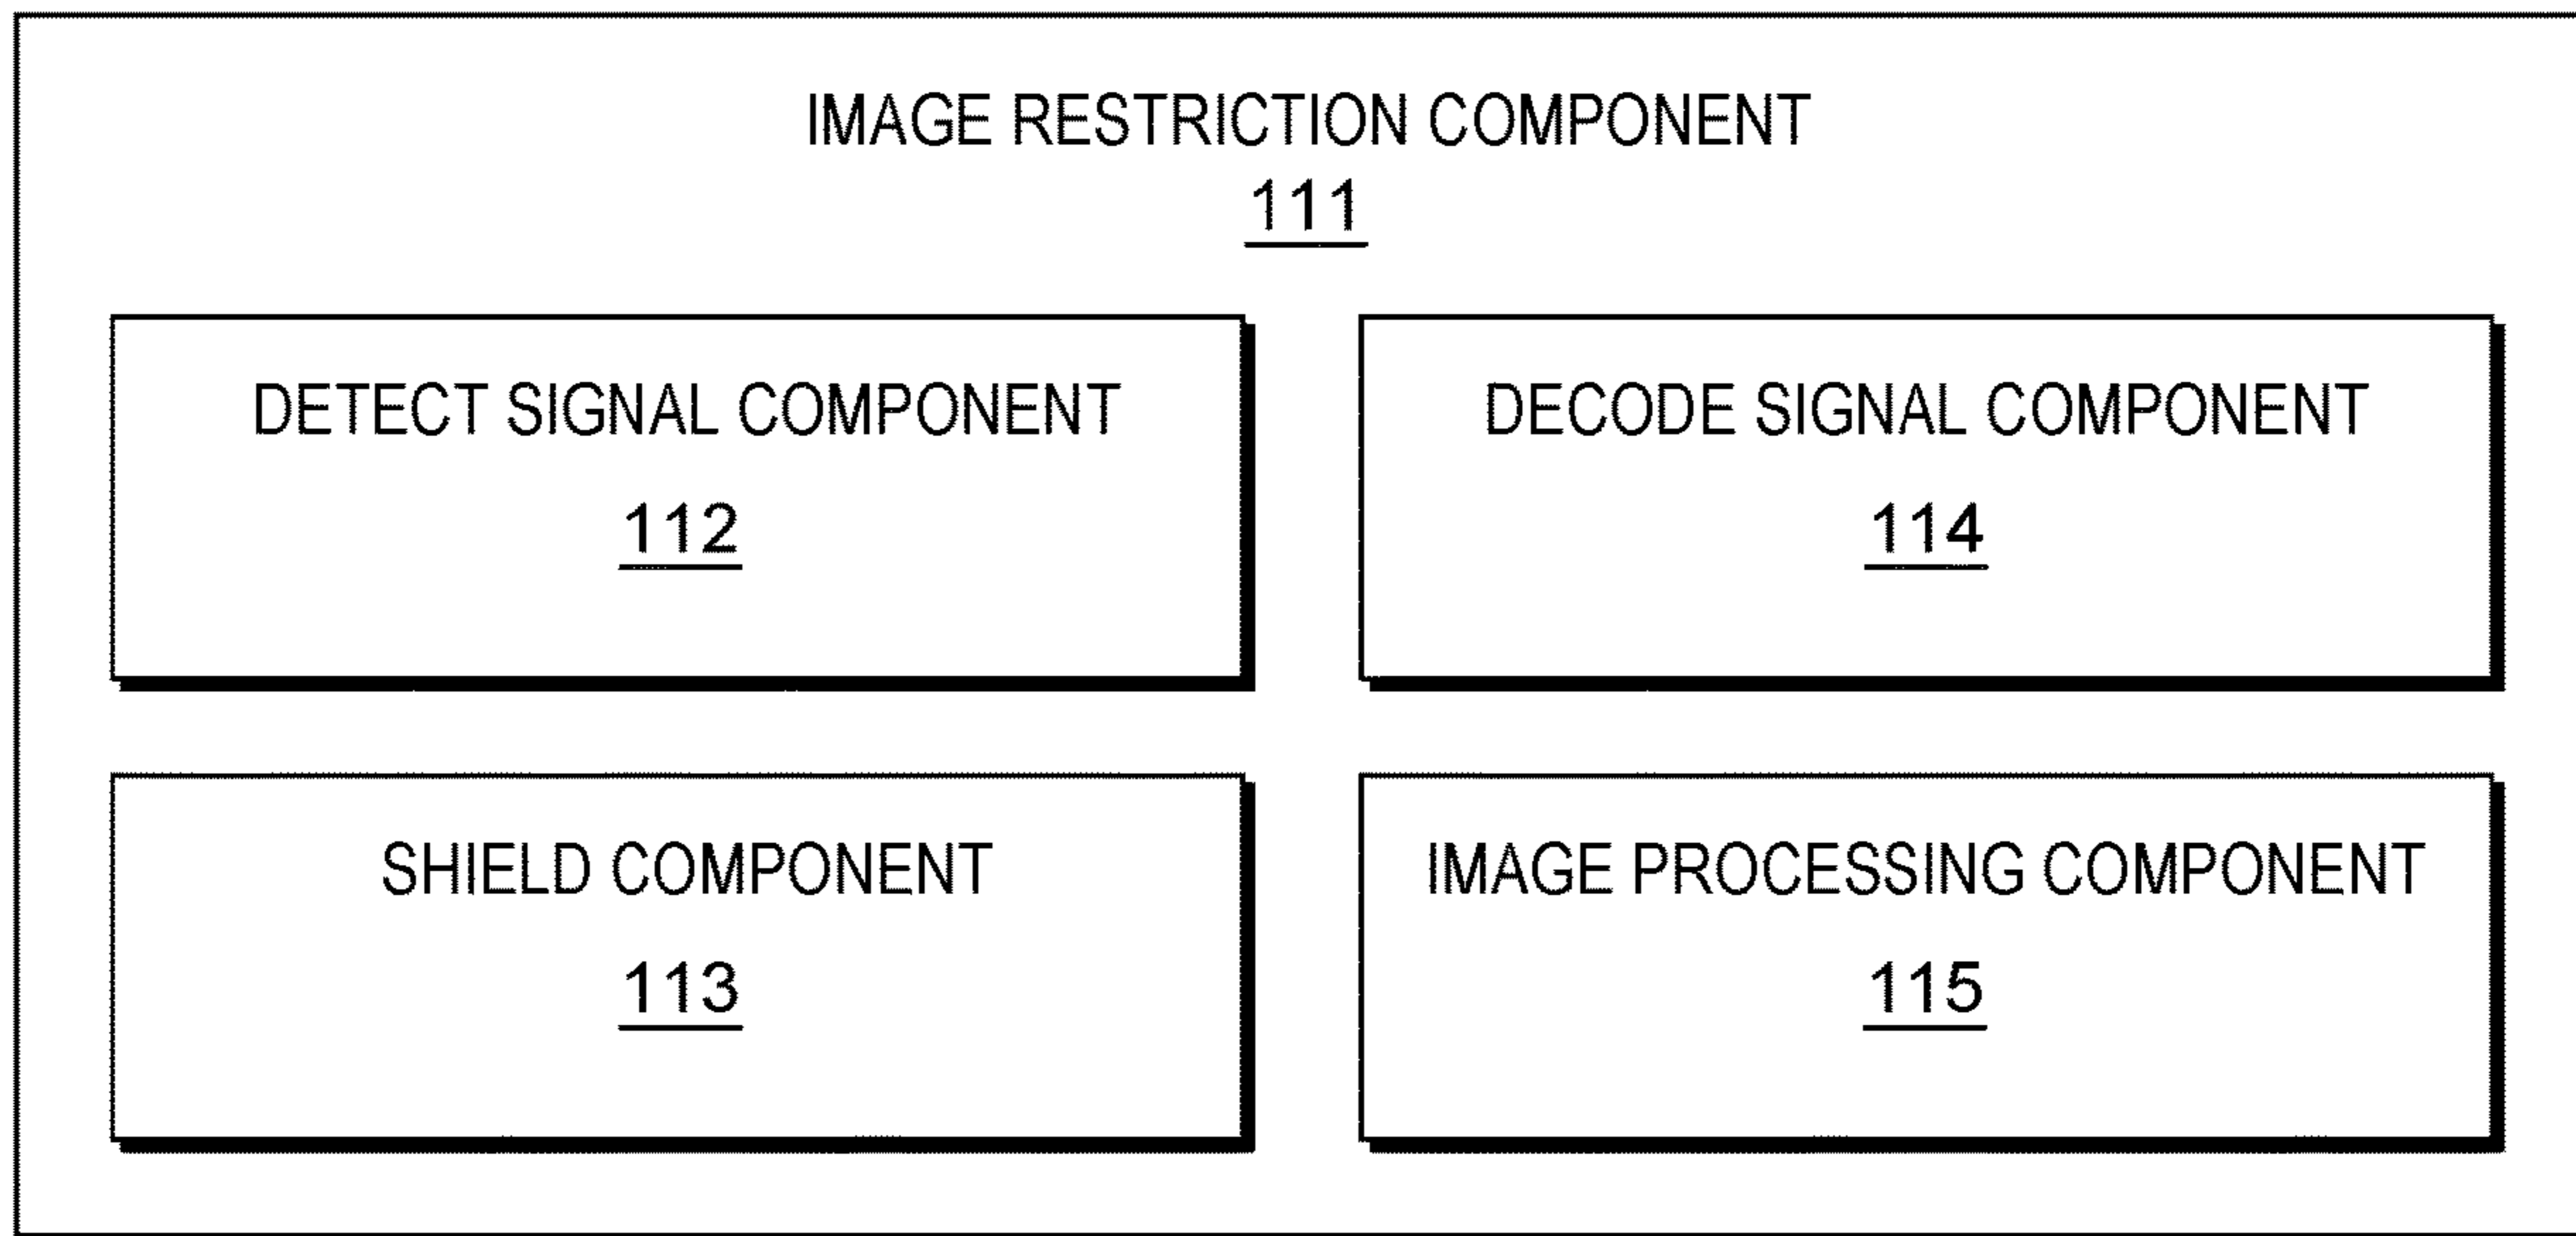 IMAGE RESTRICTION COMPONENT
111
DETECT SIGNAL COMPONENT
112
DECODE SIGNAL COMPONENT
114
SHIELD COMPONENT
113
IMAGE PROCESSING COMPONENT
115